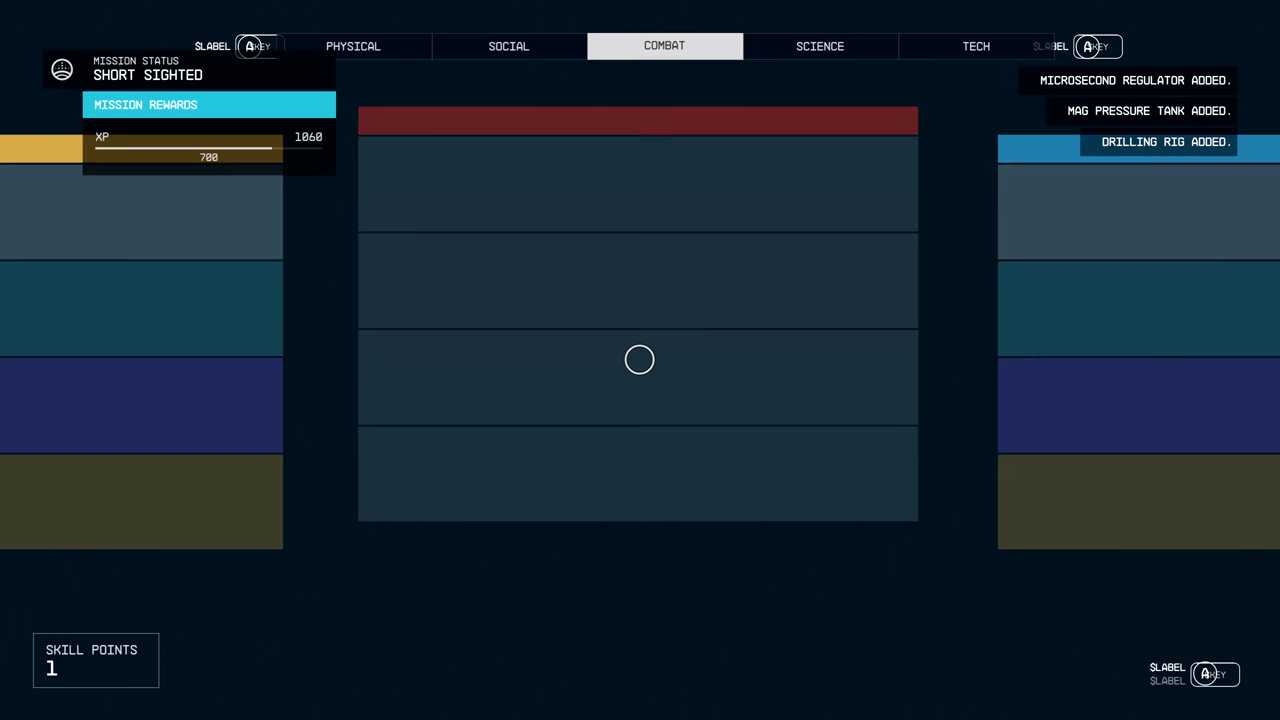 $LABEL
PHYSICAL
SOCIAL
COMBAT
SCIENCE
TECH
MISSION STATUS
SHORT SIGHTED
MISSION REWARDS
XP 1060
700
MICROSECOND REGULATOR ADDED.
MAG PRESSURE TANK ADDED.
DRILLING RIG ADDED.
SKILL POINTS
1
$LABEL
$LABEL